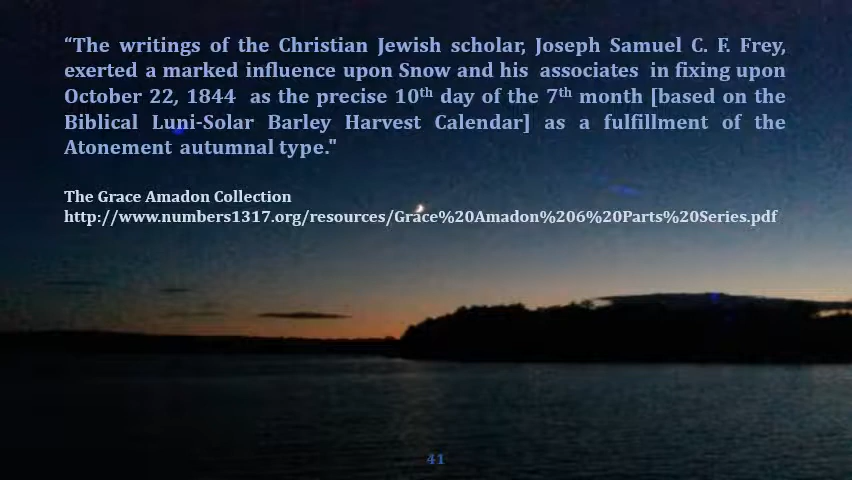 “The writings of the Christian Jewish scholar, Joseph Samuel C. F. Frey,
exerted a marked influence upon Snow and his associates in fixing upon
October 22, 1844 as the precise 10th day of the 7th month [based on the
Biblical Luni-Solar Barley Harvest Calendar] as a fulfillment of the
Atonement autumnal type."
The Grace Amadon Collection
http://www.numbers1317.org/resources/Grace%20Amadon%206%20Parts%20Series.pdf
41